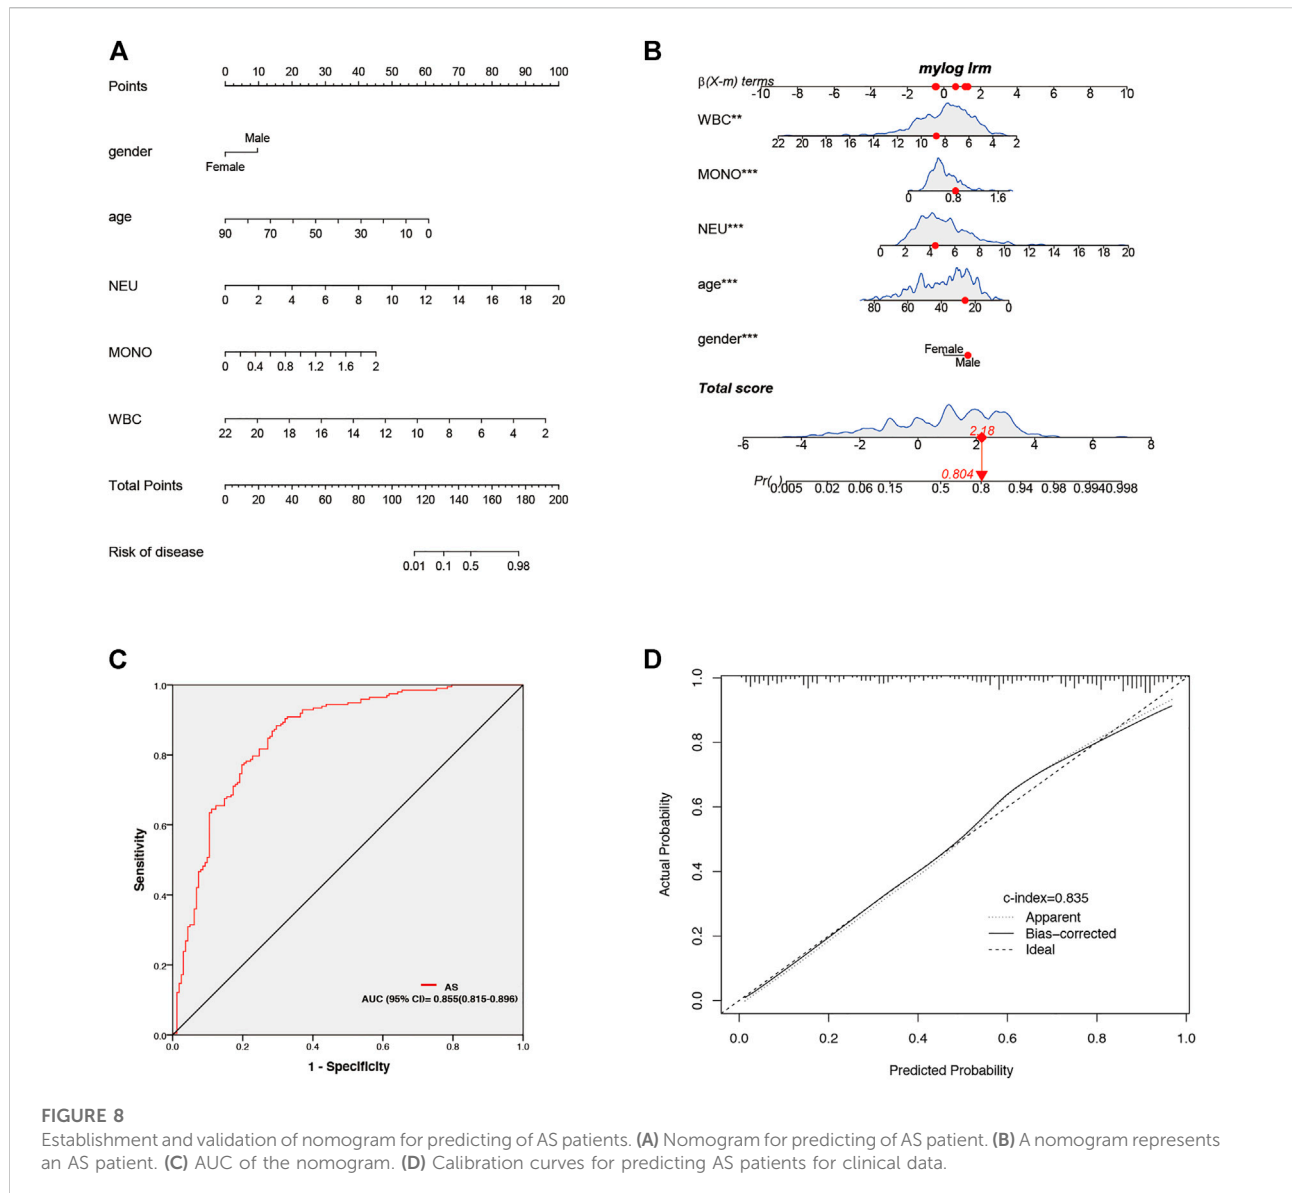 A
Points
0 10 20 30 40 50 60 70 80 90 100
gender
Male
Female
age
90 70 50 30 10 0
NEU
0 2 4 6 8 10 12 14 16 18 20
MONO
0 0.4 0.8 1.2 1.6 2
WBC
22 20 18 16 14 12 10 8 6 4 2
Total Points
0 20 40 60 80 100 120 140 160 180 200
Risk of disease
0.01 0.1 0.5 0.98
B
mylog lrm
β(X-m) terms
-10 -8 -6 -4 -2 0 2 4 6 8 10
WBC**
22 20 18 16 14 12 10 8 6 4 2
MONO***
0 0.8 1.6
NEU***
0 2 4 6 8 10 12 14 16 18 20
age***
80 60 40 20 0
gender***
Female
Male
Total score
2.18
-6 -4 -2 0 2 4 6 8
0.804
Pr( )
0.005 0.02 0.06 0.15 0.5 0.8 0.94 0.98 0.994 0.998
C
Sensitivity
1.0
0.8
0.6
0.4
0.2
0.0
AS
AUC (95% CI)= 0.855(0.815-0.896)
0.0 0.2 0.4 0.6 0.8 1.0
1 - Specificity
D
Actual Probability
1.0
0.8
0.6
0.4
0.2
0.0
c-index=0.835
Apparent
Bias-corrected
Ideal
0.0 0.2 0.4 0.6 0.8 1.0
Predicted Probability
FIGURE 8
Establishment and validation of nomogram for predicting of AS patients. (A) Nomogram for predicting of AS patient. (B) A nomogram represents
an AS patient. (C) AUC of the nomogram. (D) Calibration curves for predicting AS patients for clinical data.